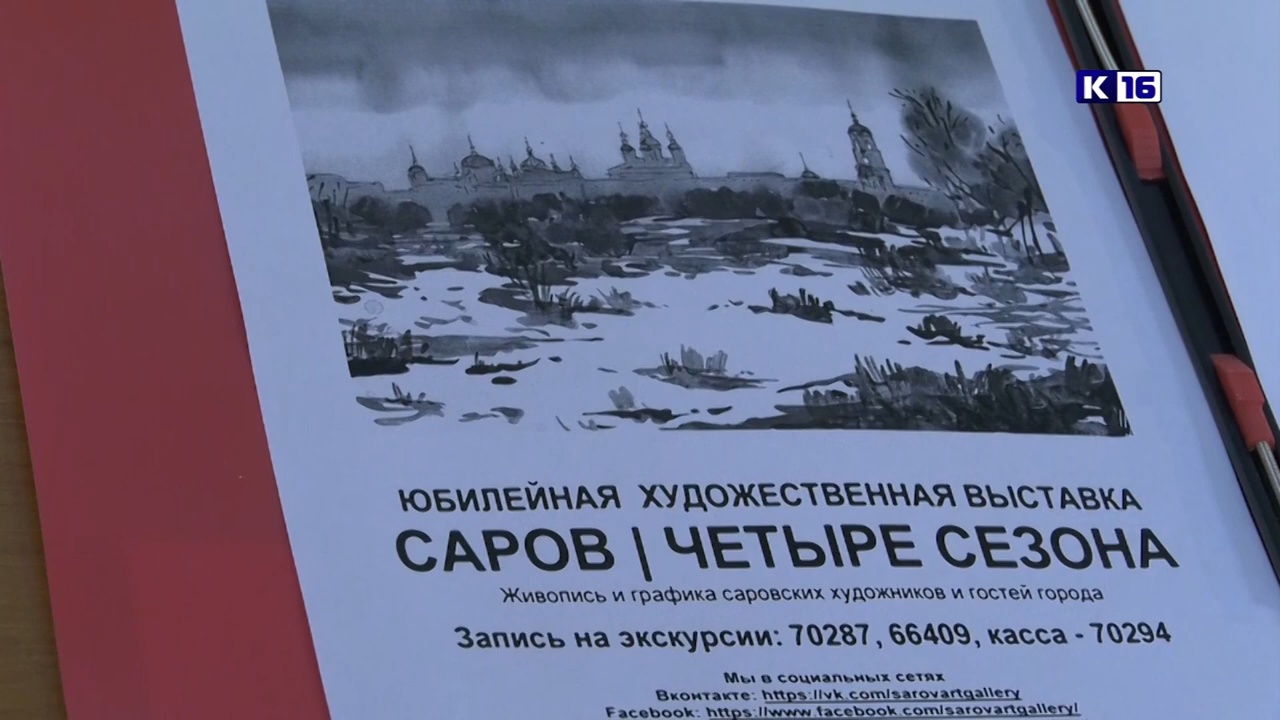 К 16
ЮБИЛЕЙНАЯ ХУДОЖЕСТВЕННАЯ ВЫСТАВКА
САРОВ | ЧЕТЫРЕ СЕЗОНА
Живопись и графика саровских художников и гостей города
Запись на экскурсии: 70287, 66409, касса - 70294
Мы в социальных сетях
Вконтакте: https://vk.com/sarovartgallery
Facebook: https://www.facebook.com/sarovartgallery/